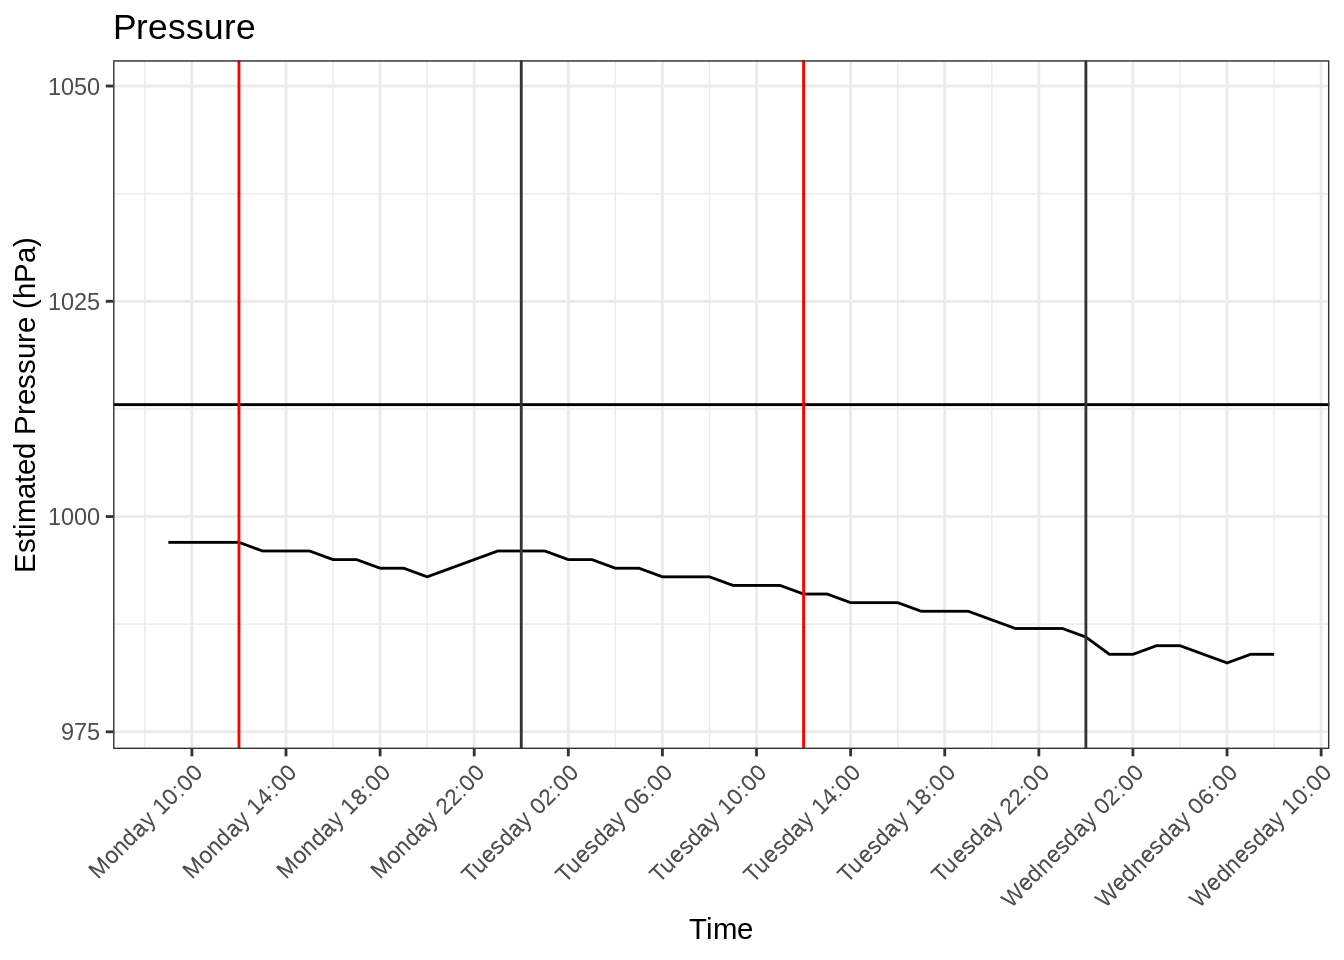 Pressure
1050
1025
1000
975
Estimated Pressure (hPa)
Monday 10:00
Monday 14:00
Monday 18:00
Monday 22:00
Tuesday 02:00
Tuesday 06:00
Tuesday 10:00
Tuesday 14:00
Tuesday 18:00
Tuesday 22:00
Wednesday 02:00
Wednesday 06:00
Wednesday 10:00
Time